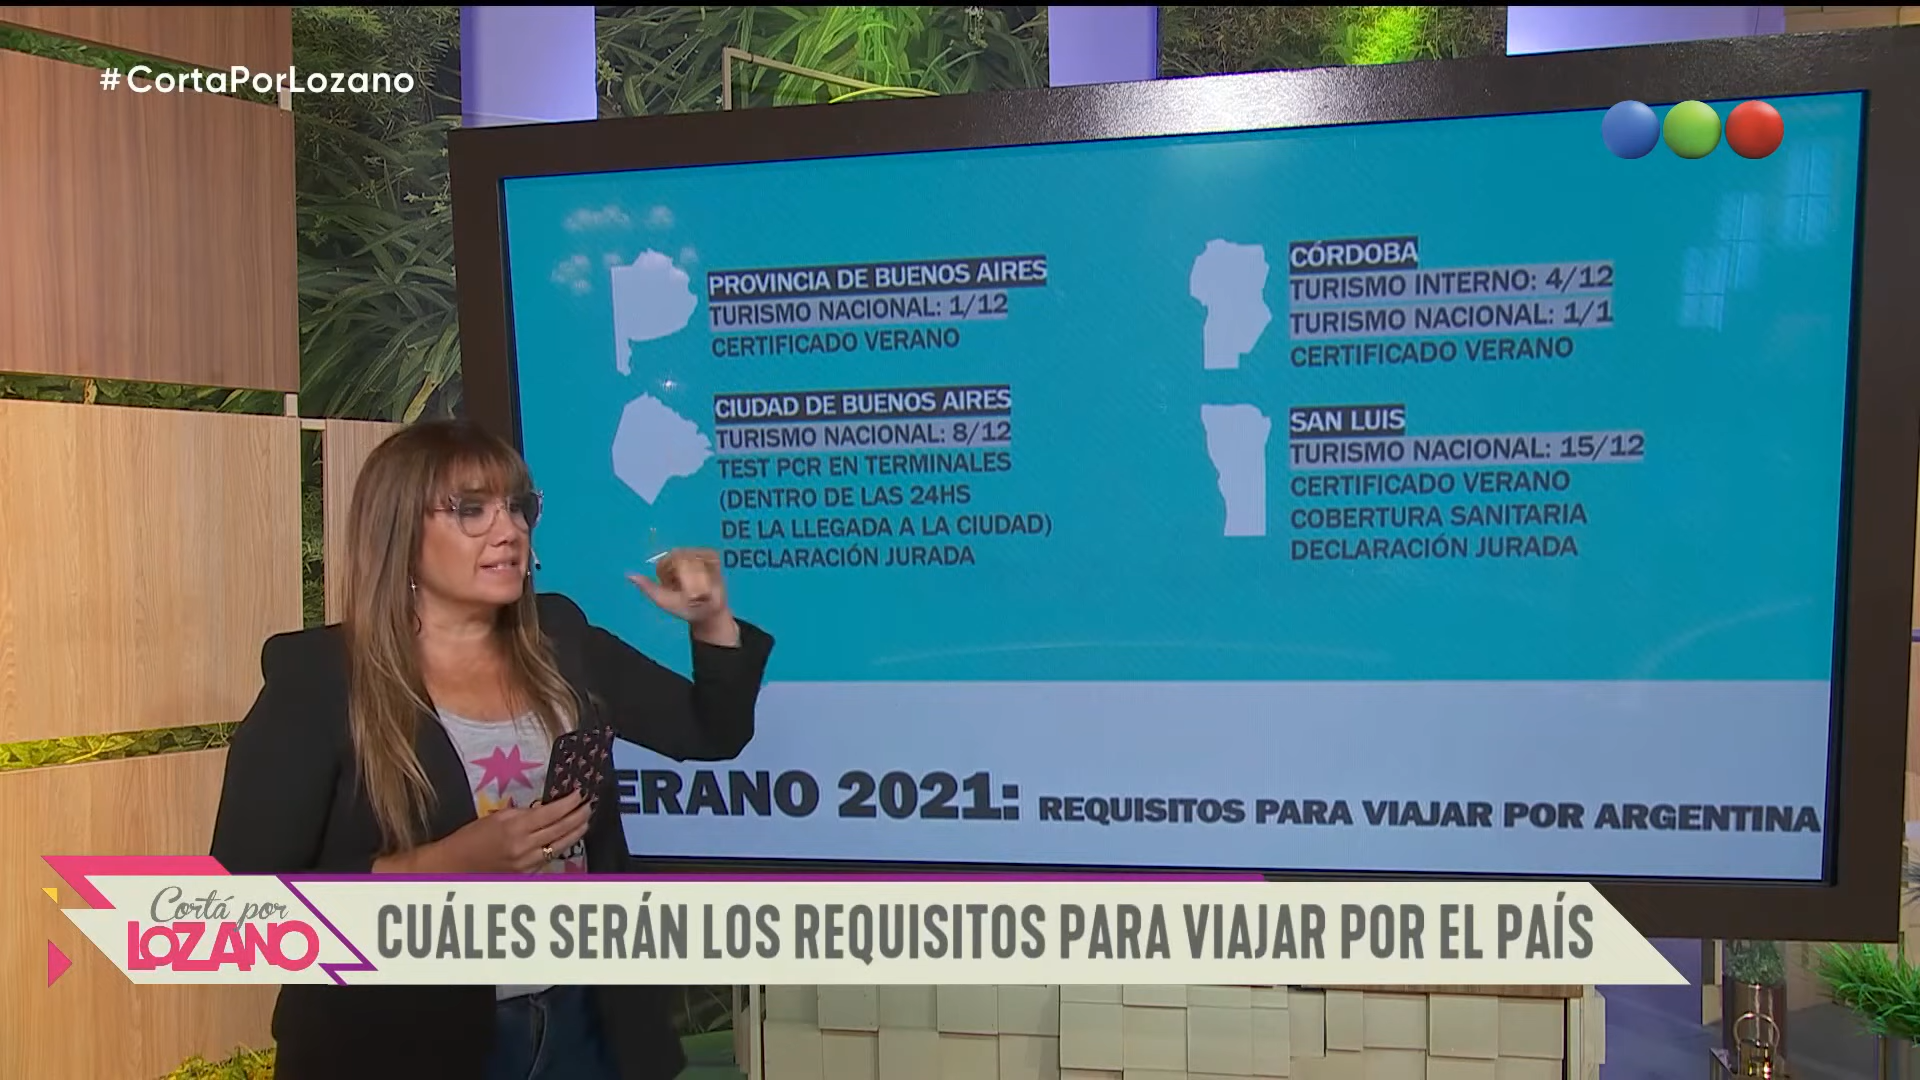 #CortaPorLozano
PROVINCIA DE BUENOS AIRES
TURISMO NACIONAL: 1/12
CERTIFICADO VERANO
CIUDAD DE BUENOS AIRES
TURISMO NACIONAL: 8/12
TEST PCR EN TERMINALES
(DENTRO DE LAS 24HS
DE LA LLEGADA A LA CIUDAD)
DECLARACIÓN JURADA
CÓRDOBA
TURISMO INTERNO: 4/12
TURISMO NACIONAL: 1/1
CERTIFICADO VERANO
SAN LUIS
TURISMO NACIONAL: 15/12
CERTIFICADO VERANO
COBERTURA SANITARIA
DECLARACIÓN JURADA
ERANO 2021: REQUISITOS PARA VIAJAR POR ARGENTINA
Cortá por
LOZANO
CUÁLES SERÁN LOS REQUISITOS PARA VIAJAR POR EL PAÍS